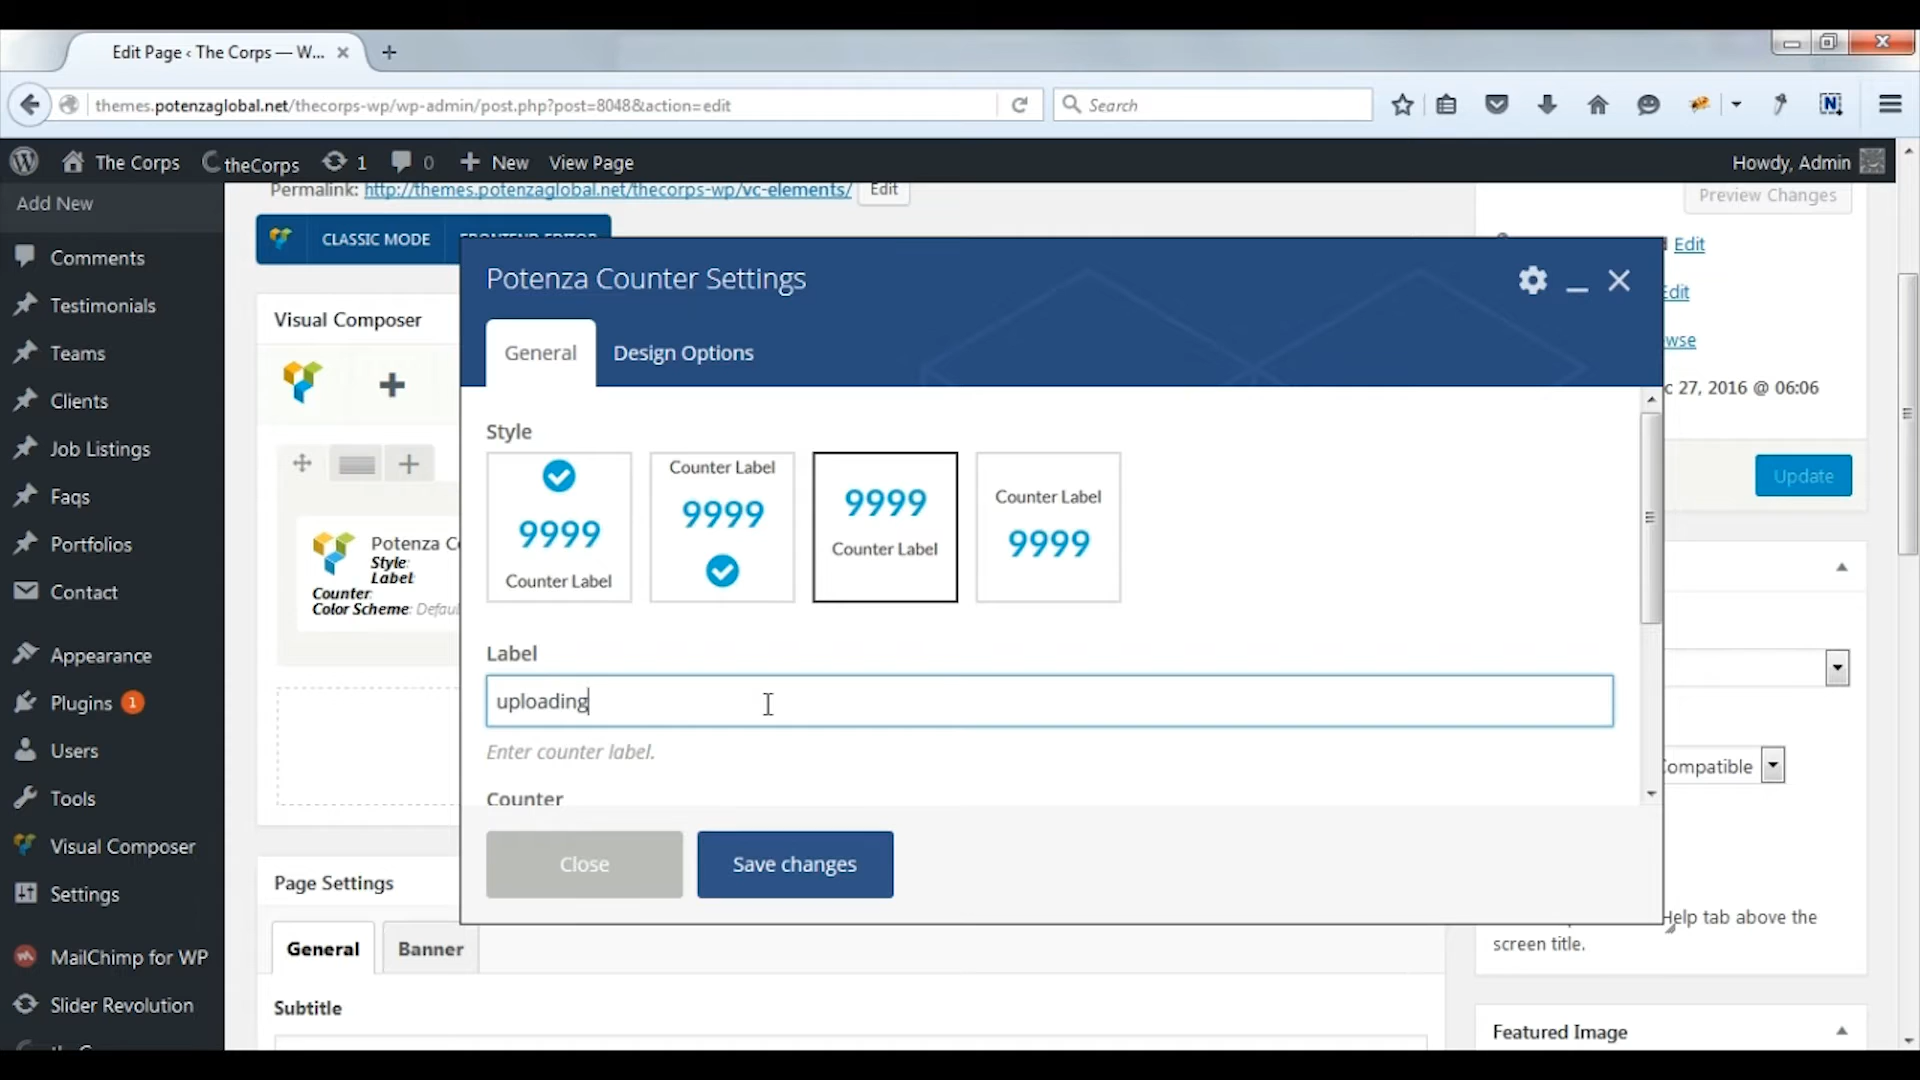 Edit Page ‹ The Corps — W...
themes.potenzaglobal.net/thecorps-wp/wp-admin/post.php?post=8048&action=edit
Search
The Corps
theCorps
1
0
New
View Page
Howdy, Admin
Add New
Comments
Testimonials
Teams
Clients
Job Listings
Faqs
Portfolios
Contact
Appearance
Plugins 1
Users
Tools
Visual Composer
Settings
MailChimp for WP
Slider Revolution
Permalink: http://themes.potenzaglobal.net/thecorps-wp/vc-elements/ Edit
CLASSIC MODE
FRONTEND EDITOR
Visual Composer
Potenza Co
Style:
Label:
Counter:
Color Scheme: Defau
Page Settings
General
Banner
Subtitle
Potenza Counter Settings
General
Design Options
Style
9999
Counter Label
Counter Label
9999
9999
Counter Label
Counter Label
9999
Label
uploading
Enter counter label.
Counter
Close
Save changes
Preview Changes
Edit
Edit
wse
c 27, 2016 @ 06:06
Update
Compatible
Help tab above the
screen title.
Featured Image